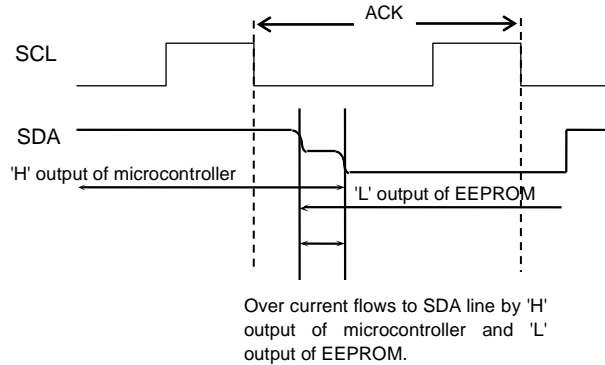 ACK
SCL
SDA
'H' output of microcontroller
'L' output of EEPROM
Over current flows to SDA line by 'H'
output of microcontroller and 'L'
output of EEPROM.